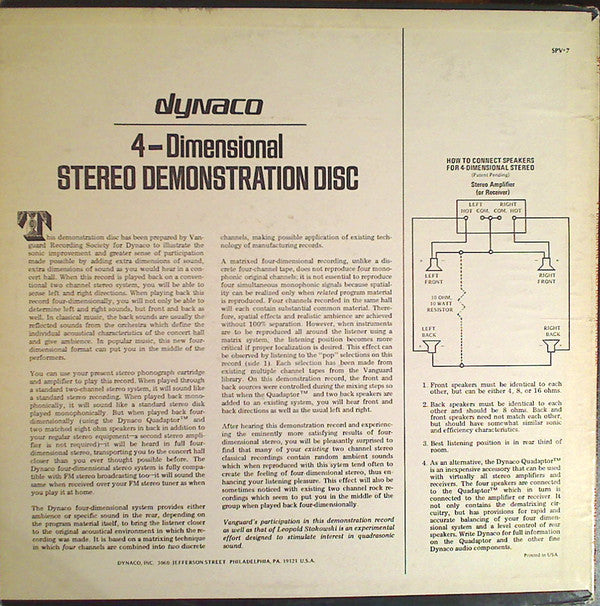 dynaco
4-Dimensional
STEREO DEMONSTRATION DISC
This demonstration disc has been prepared by Van-
guard Recording Society for Dynaco to illustrate the
sonic improvement and greater sense of participation
made possible by adding extra dimensions of sound,
extra dimensions of sound as you would hear in a con-
cert hall. When this record is played back on a conven-
tional two channel stereo system, you will be able to
sense left and right directions. When playing back this
record four-dimensionally, you will not only be able to
determine left and right sounds, but front and back as
well. In classical music, the back sounds are usually the
reflected sounds from the orchestra which define the
individual acoustical characteristics of the concert hall
and give ambience. In popular music, this new four-
dimensional format can put you in the middle of the
performers.
You can use your present stereo phonograph cartridge
and amplifier to play this record. When played through
a standard two-channel stereo system, it will sound like
a standard stereo recording. When played back mono-
phonically, it will sound like a standard stereo disk
played monophonically. But when played back four-
dimensionally (using the Dynaco Quadaptor™ and
two matched eight ohm speakers in back in addition to
your regular stereo equipment—a second stereo ampli-
fier is not required)—it will be heard in full four-
dimensional stereo, transporting you to the concert hall
closer than you ever thought possible before. The
Dynaco four-dimensional stereo system is fully compa-
tible with FM stereo broadcasting too—it will sound the
same when received over your FM stereo tuner as when
you play it at home.
The Dynaco four-dimensional system provides either
ambience or specific sound in the rear, depending on
the program material itself, to bring the listener closer
to the original acoustical environment in which the re-
cording was made. It is based on a matrixing technique
in which four channels are combined into two discrete
channels, making possible application of existing tech-
nology of manufacturing records.
A matrixed four-dimensional recording, unlike a dis-
crete four-channel tape, does not reproduce four mono-
phonic original channels; it is not essential to reproduce
four simultaneous monophonic signals because spatial-
ity can be realized only when related program material
is reproduced. Four channels recorded in the same hall
will each contain substantial common material. There-
fore, spatial effects and realistic ambience are achieved
without 100% separation. However, when instruments
are to be reproduced all around the listener using a
matrix system, the listening position becomes more
critical if proper localization is desired. This effect can
be observed by listening to the "pop" selections on this
record (side 1). Each selection has been made from
existing multiple channel tapes from the Vanguard
library. On this demonstration record, the front and
back sources were controlled during the mixing steps so
that when the Quadaptor™ and two back speakers are
added to an existing system, you will hear front and
back directions as well as the usual left and right.
After hearing this demonstration record and experienc-
ing the eminently more satisfying results of four-
dimensional stereo, you will be pleasantly surprised to
find that many of your existing two channel stereo
classical recordings contain random ambient sounds
which when reproduced with this sytem tend often to
create the feeling of four-dimensional stereo, thus en-
hancing your listening pleasure. This effect will also be
sometimes noticed with existing two channel rock re-
cordings which seem to put you in the middle of the
group when played back four-dimensionally.
Vanguard's participation in this demonstration record
as well as that of Leopold Stokowski is an experimental
effort designed to stimulate interest in quadrasonic
sound.
DYNACO, INC. 3060 JEFFERSON STREET PHILADELPHIA, PA. 19121 U.S.A.
SPV-7
HOW TO CONNECT SPEAKERS
FOR 4-DIMENSIONAL STEREO
(Patent Pending)
Stereo Amplifier
(or Receiver)
LEFT RIGHT
HOT COM. COM. HOT
LEFT
FRONT
RIGHT
FRONT
10 OHM,
10 WATT
RESISTOR
LEFT
BACK
RIGHT
BACK
1. Front speakers must be identical to each
other, but can be either 4, 8, or 16 ohms.
2. Back speakers must be identical to each
other and should be 8 ohms. Back and
front speakers need not match each other,
but should have somewhat similar sonic
and efficiency characteristics.
3. Best listening position is in rear third of
room.
4. As an alternative, the Dynaco Quadaptor™
is an inexpensive accessory that can be used
with virtually all stereo amplifiers and
receivers. The four speakers are connected
to the Quadaptor™ which in turn is
connected to the amplifier or receiver. It
not only contains the dematrixing cir-
cuitry, but has provisions for rapid and
accurate balancing of your four dimen-
sional system and a level control of rear
speakers. Write Dynaco for full information
on the Quadaptor and the other fine
Dynaco audio components.
Printed in USA